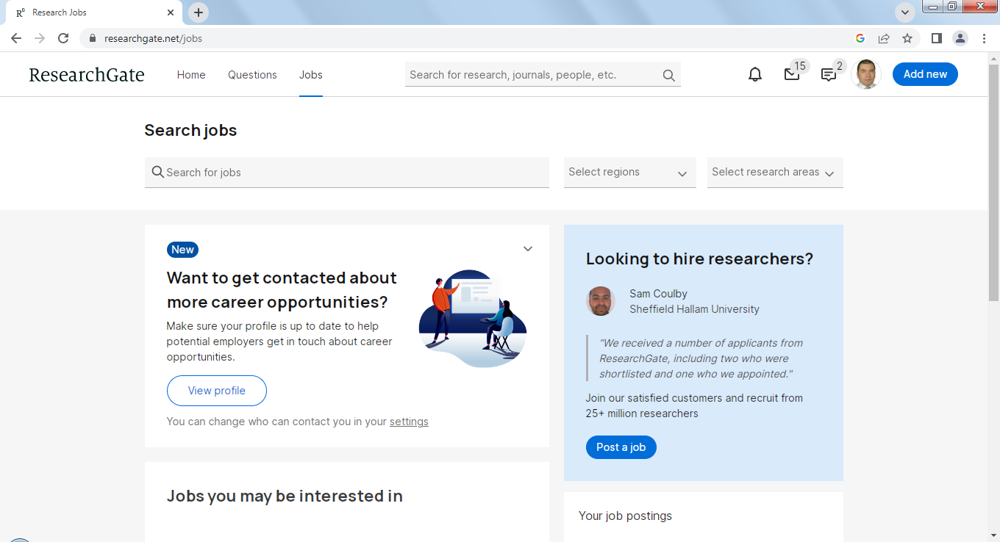 Research Jobs
researchgate.net/jobs
ResearchGate
Home
Questions
Jobs
Search for research, journals, people, etc.
15
2
Add new
Search jobs
Search for jobs
Select regions
Select research areas
New
Want to get contacted about
more career opportunities?
Make sure your profile is up to date to help
potential employers get in touch about career
opportunities.
View profile
You can change who can contact you in your settings
Jobs you may be interested in
Looking to hire researchers?
Sam Coulby
Sheffield Hallam University
“We received a number of applicants from
ResearchGate, including two who were
shortlisted and one who we appointed."
Join our satisfied customers and recruit from
25+ million researchers
Post a job
Your job postings